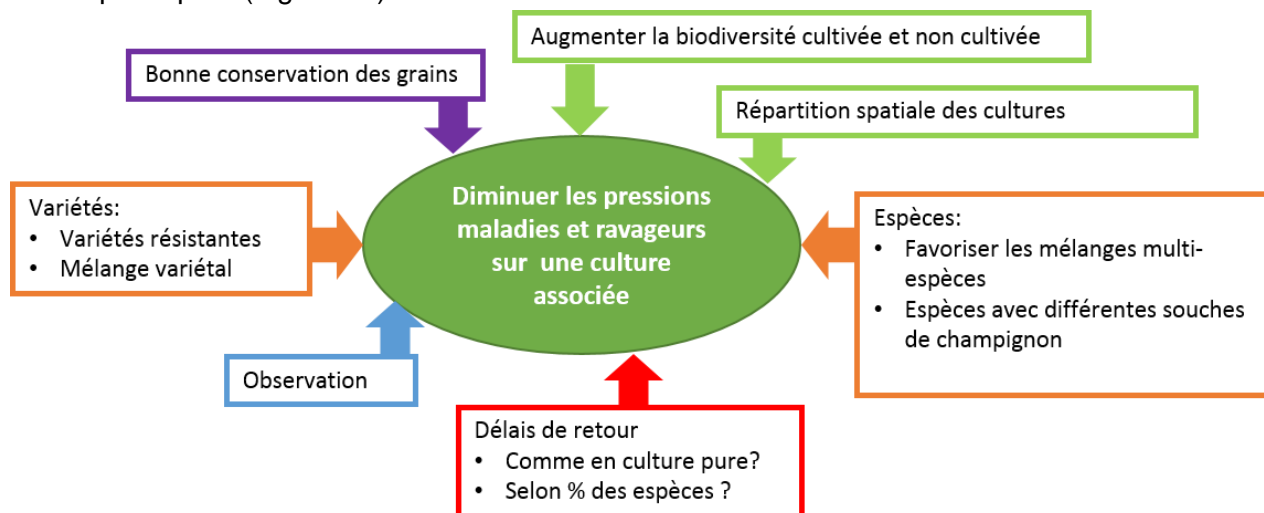 Augmenter la biodiversité cultivée et non cultivée
Bonne conservation des grains
Répartition spatiale des cultures
Diminuer les pressions
maladies et ravageurs
sur une culture
associée
Variétés:
• Variétés résistantes
• Mélange variétal
Espèces:
• Favoriser les mélanges multi-
espèces
• Espèces avec différentes souches
de champignon
Observation
Délais de retour
• Comme en culture pure?
• Selon % des espèces ?